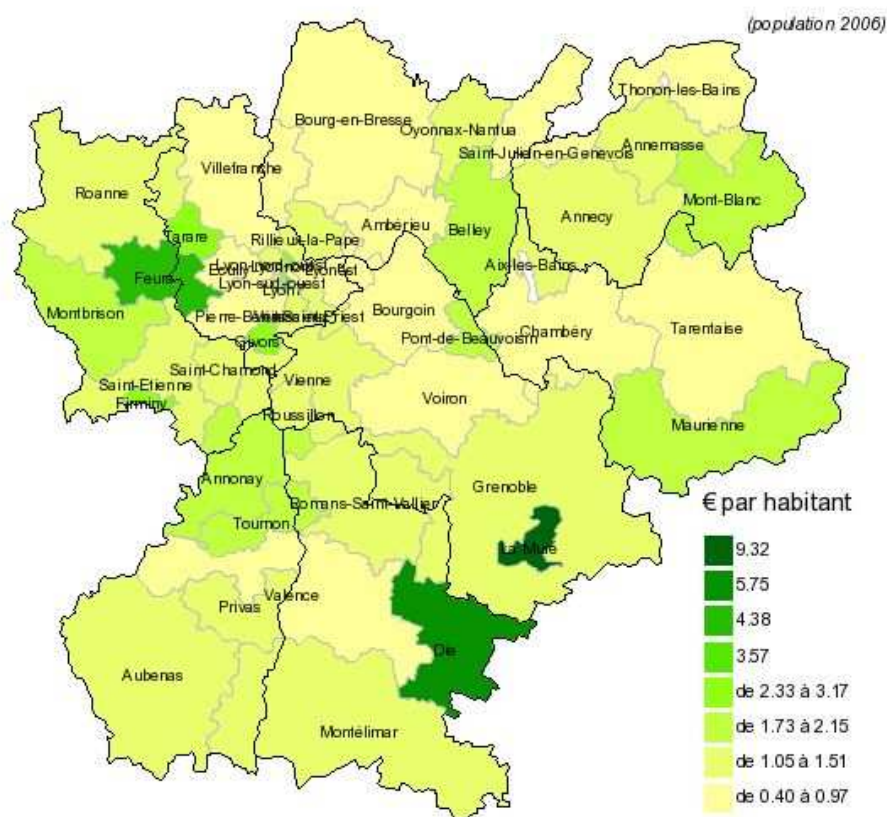 (population 2006)
Thonon-les-Bains
Bourg-en-Bresse
Oyonnax-Nantua
Annemasse
Saint-Julien-en-Genevois
Villefranche
Roanne
Mont-Blanc
Annecy
Ambérieu
Belley
Tarare
Rillieux-la-Pape
Aix-les-Bains
Ecully
Feurs
Lyon-sud-ouest
Lyon
Montbrison
Bourgoin
Chambéry
Tarentaise
Pont-de-Beauvoisin
Givors
Saint-Chamond
Vienne
Saint-Etienne
Firminy
Voiron
Roussillon
Maurienne
Annonay
Grenoble
Romans-Saint-Vallier
Tournon
La Mure
Valence
Privas
Die
Aubenas
Montélimar
€ par habitant
9.32
5.75
4.38
3.57
de 2.33 à 3.17
de 1.73 à 2.15
de 1.05 à 1.51
de 0.40 à 0.97